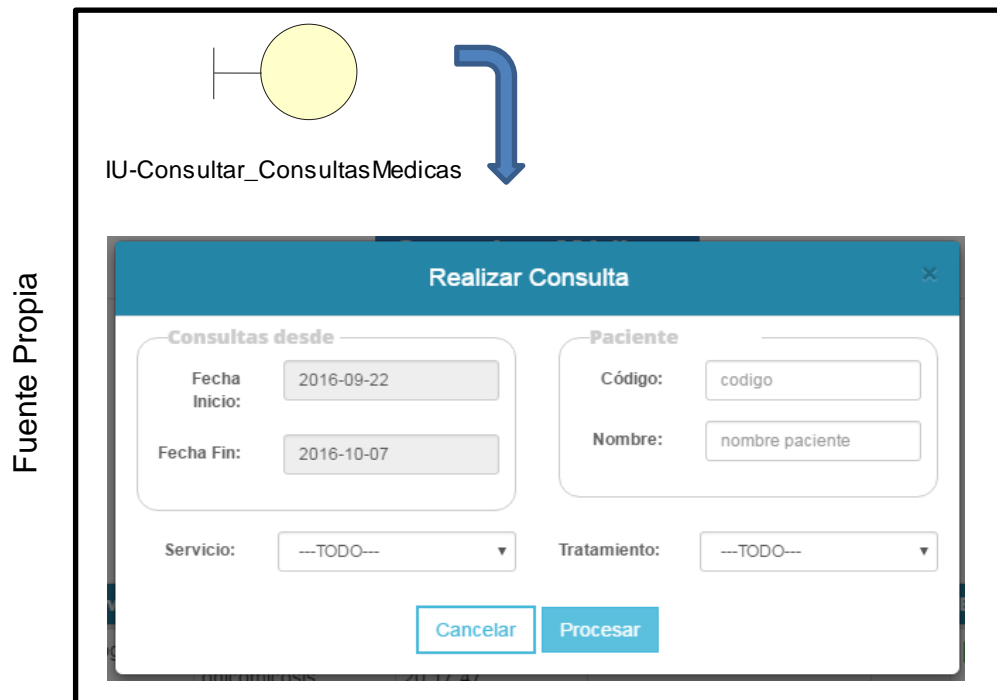 Fuente Propia
IU-Consultar_ConsultasMedicas
Realizar Consulta ×
Consultas desde
Fecha Inicio: 2016-09-22
Fecha Fin: 2016-10-07
Paciente
Código: codigo
Nombre: nombre paciente
Servicio: ---TODO---
Tratamiento: ---TODO---
Cancelar Procesar